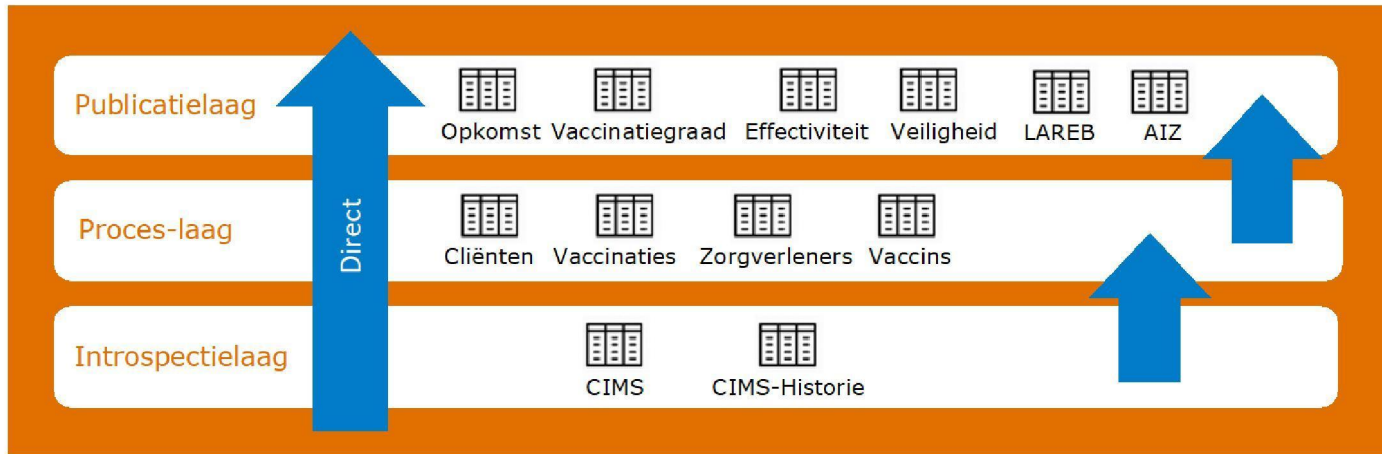 Publicatielaag
Opkomst Vaccinatiegraad Effectiviteit Veiligheid LAREB AIZ
Direct
Proces-laag
Cliënten Vaccinaties Zorgverleners Vaccins
Introspectielaag
CIMS CIMS-Historie